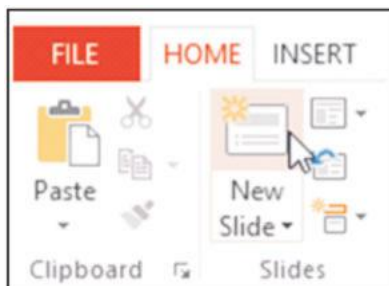 FILE HOME INSERT
Paste
New
Slide
Clipboard Slides